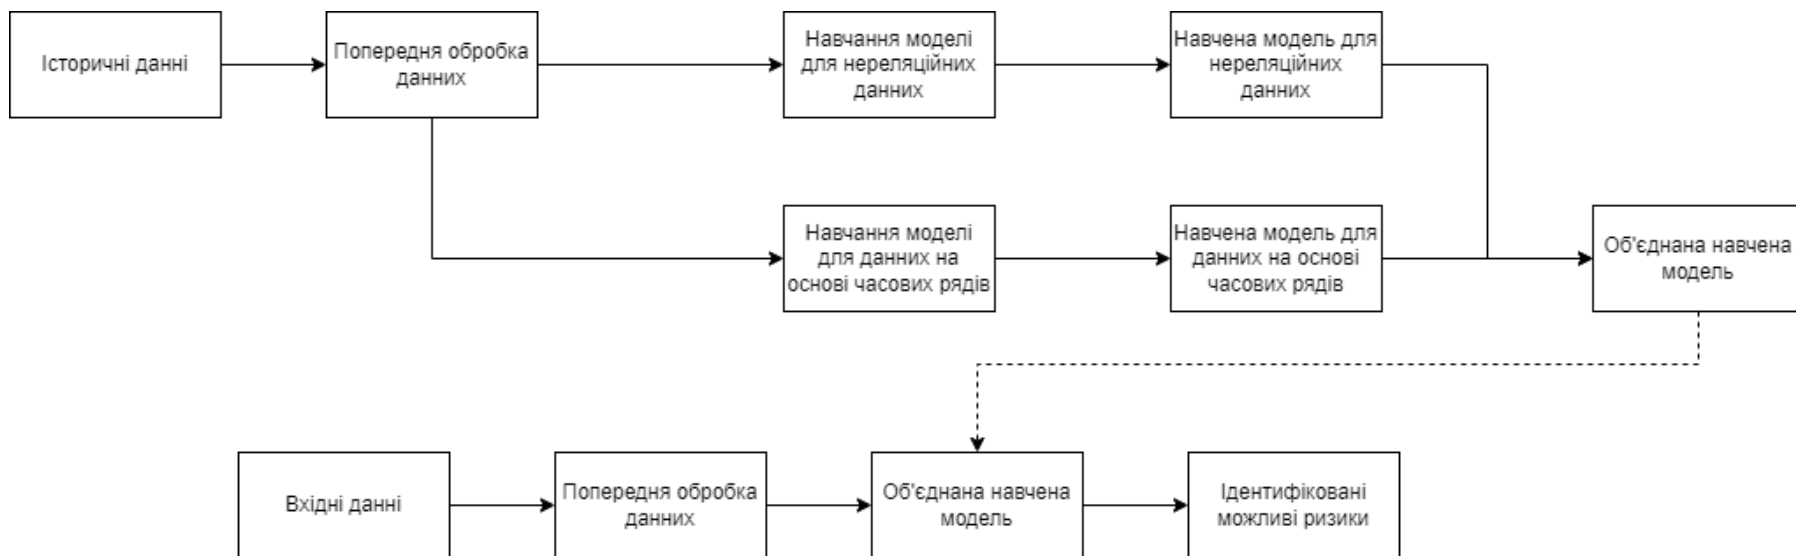 Історичні данні
Попередня обробка
данних
Навчання моделі
для нереляційних
данних
Навчена модель для
нереляційних
данних
Навчання моделі
для данних на
основі часових рядів
Навчена модель для
данних на основі
часових рядів
Об'єднана навчена
модель
Вхідні данні
Попередня обробка
данних
Об'єднана навчена
модель
Ідентифіковані
можливі ризики